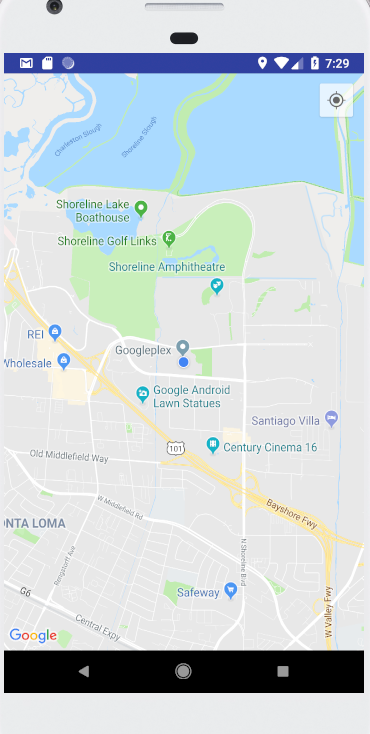 7:29
Charleston Slough
Shoreline Slough
Shoreline Lake
Boathouse
Shoreline Golf Links
Shoreline Amphitheatre
REI
Googleplex
Wholesale
Google Android
Lawn Statues
Santiago Villa
Century Cinema 16
101
Old Middlefield Way
W Middlefield Rd
Bayshore Fwy
ONTA LOMA
N Shoreline Blvd
Rengstorff Ave
Safeway
G6
W Valley Fwy
Central Expy
Google